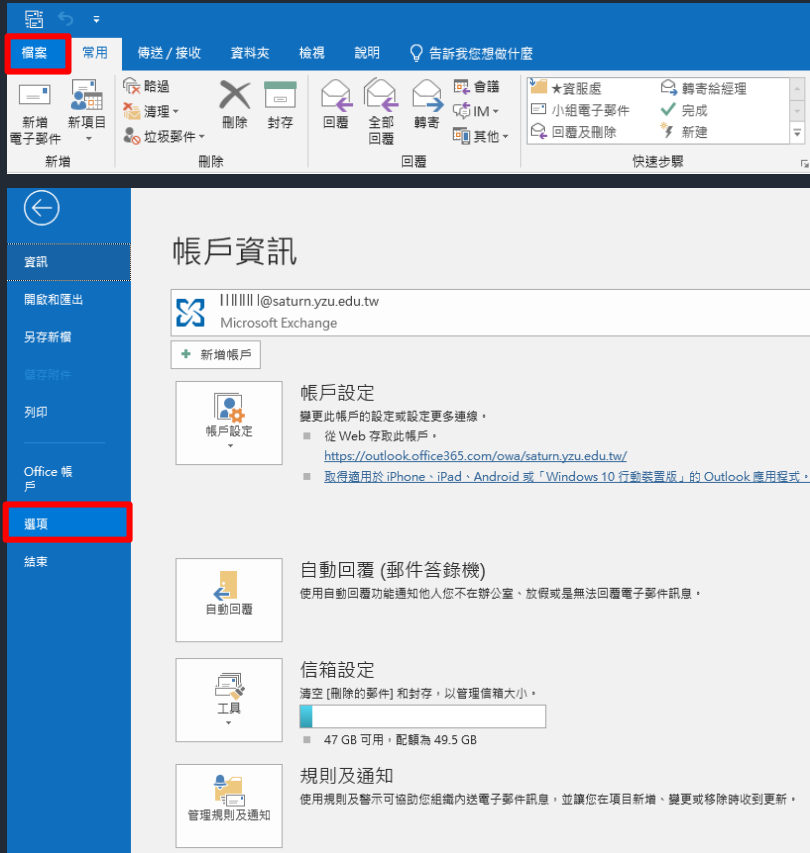 檔案 常用 傳送 / 接收 資料夾 檢視 說明 告訴我您想做什麼
新增
電子郵件
新項目
略過
清理
垃圾郵件
刪除
封存
回覆
全部
回覆
轉寄
會議
IM
其他
★資服處
小組電子郵件
回覆及刪除
轉寄給經理
完成
新建
新增
刪除
回覆
快速步驟
資訊
開啟和匯出
另存新檔
儲存附件
列印
Office 帳
戶
選項
結束
帳戶資訊
@saturn.yzu.edu.tw
Microsoft Exchange
新增帳戶
帳戶設定
帳戶設定
變更此帳戶的設定或設定更多連線。
從 Web 存取此帳戶。
https://outlook.office365.com/owa/saturn.yzu.edu.tw/
取得適用於 iPhone、iPad、Android 或「Windows 10 行動裝置版」的 Outlook 應用程式。
自動回覆
自動回覆 (郵件答錄機)
使用自動回覆功能通知他人您不在辦公室、放假或是無法回覆電子郵件訊息。
工具
信箱設定
清空 [刪除的郵件] 和封存，以管理信箱大小。
47 GB 可用，配額為 49.5 GB
管理規則及通知
規則及通知
使用規則及警示可協助您組織內送電子郵件訊息，並讓您在項目新增、變更或移除時收到更新。